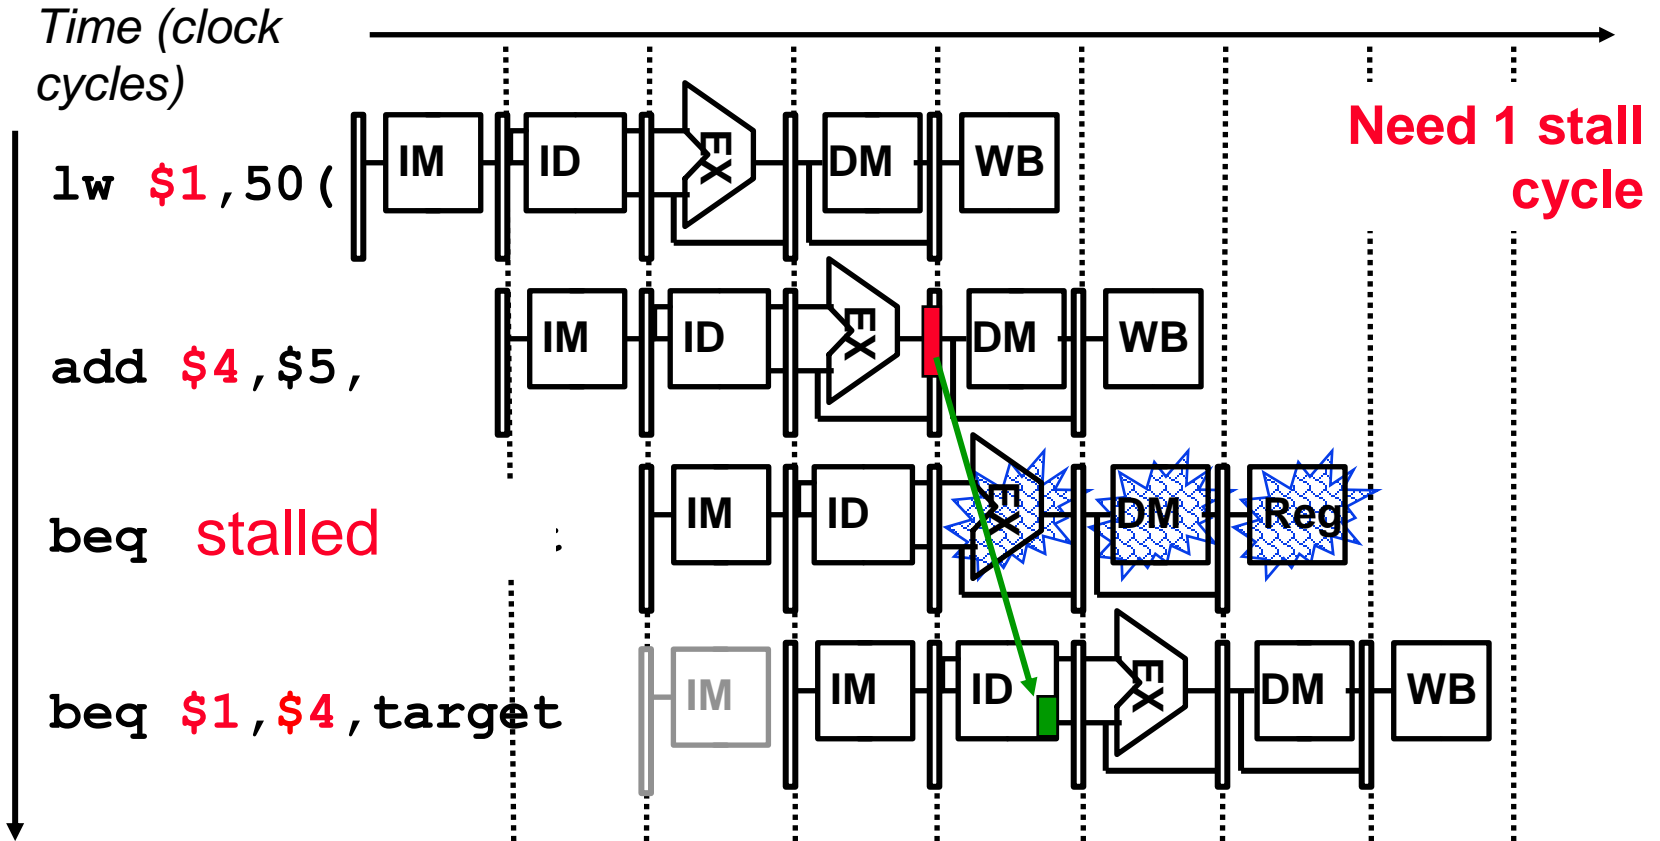 Time (clock
cycles)
Need 1 stall
cycle
lw $1,50(
IM ID EX DM WB
add $4,$5,
IM ID EX DM WB
beq stalled
IM ID EX DM Reg
beq $1,$4,target
IM IM ID EX DM WB